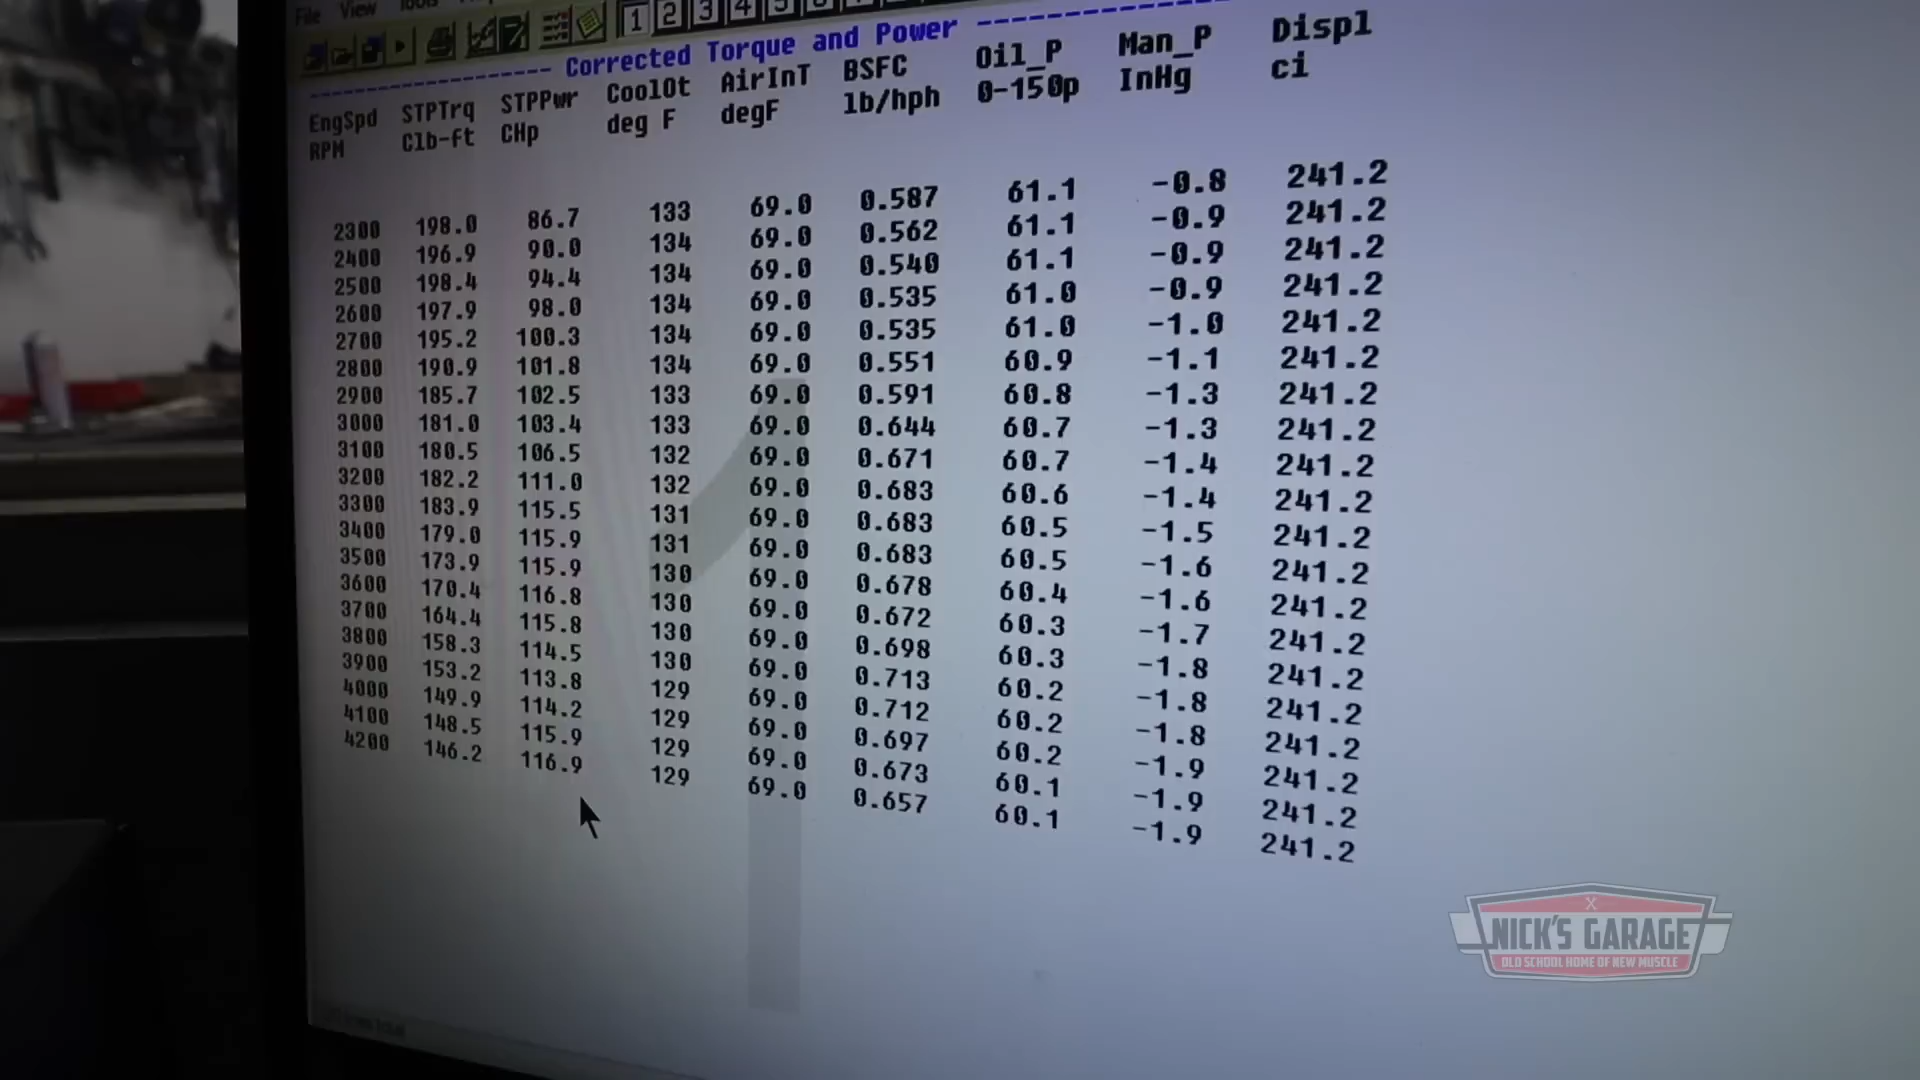 File View Tools
1 2 3 4 5
Corrected Torque and Power
EngSpd STPTrq STPPwr CoolOt AirInT BSFC Oil_P Man_P Displ
RPM Clb-ft CHp deg F degF lb/hph 0-150p InHg ci
2300 198.0 86.7 133 69.0 0.587 61.1 -0.8 241.2
2400 196.9 90.0 134 69.0 0.562 61.1 -0.9 241.2
2500 198.4 94.4 134 69.0 0.540 61.1 -0.9 241.2
2600 197.9 98.0 134 69.0 0.535 61.0 -0.9 241.2
2700 195.2 100.3 134 69.0 0.535 61.0 -1.0 241.2
2800 190.9 101.8 134 69.0 0.551 60.9 -1.1 241.2
2900 185.7 102.5 133 69.0 0.591 60.8 -1.3 241.2
3000 181.0 103.4 133 69.0 0.644 60.7 -1.3 241.2
3100 180.5 106.5 132 69.0 0.671 60.7 -1.4 241.2
3200 182.2 111.0 132 69.0 0.683 60.6 -1.4 241.2
3300 183.9 115.5 131 69.0 0.683 60.5 -1.5 241.2
3400 179.0 115.9 131 69.0 0.683 60.5 -1.6 241.2
3500 173.9 115.9 130 69.0 0.678 60.4 -1.6 241.2
3600 170.4 116.8 130 69.0 0.672 60.3 -1.7 241.2
3700 164.4 115.8 130 69.0 0.698 60.3 -1.8 241.2
3800 158.3 114.5 130 69.0 0.713 60.2 -1.8 241.2
3900 153.2 113.8 129 69.0 0.712 60.2 -1.8 241.2
4000 149.9 114.2 129 69.0 0.697 60.2 -1.9 241.2
4100 148.5 115.9 129 69.0 0.673 60.1 -1.9 241.2
4200 146.2 116.9 129 69.0 0.657 60.1 -1.9 241.2
NICK'S GARAGE
OLD SCHOOL HOME OF NEW MUSCLE